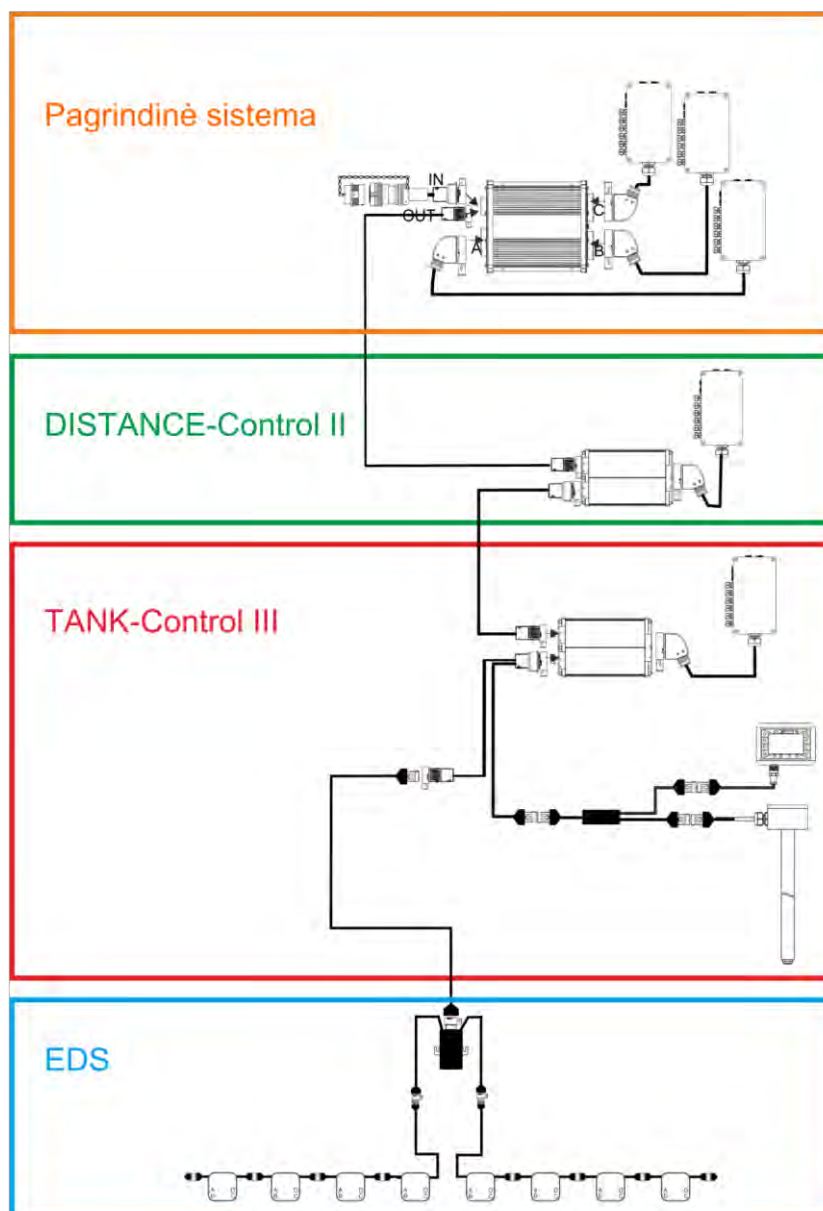 Pagrindinė sistema
IN
OUT
C
A
B
DISTANCE-Control II
TANK-Control III
EDS